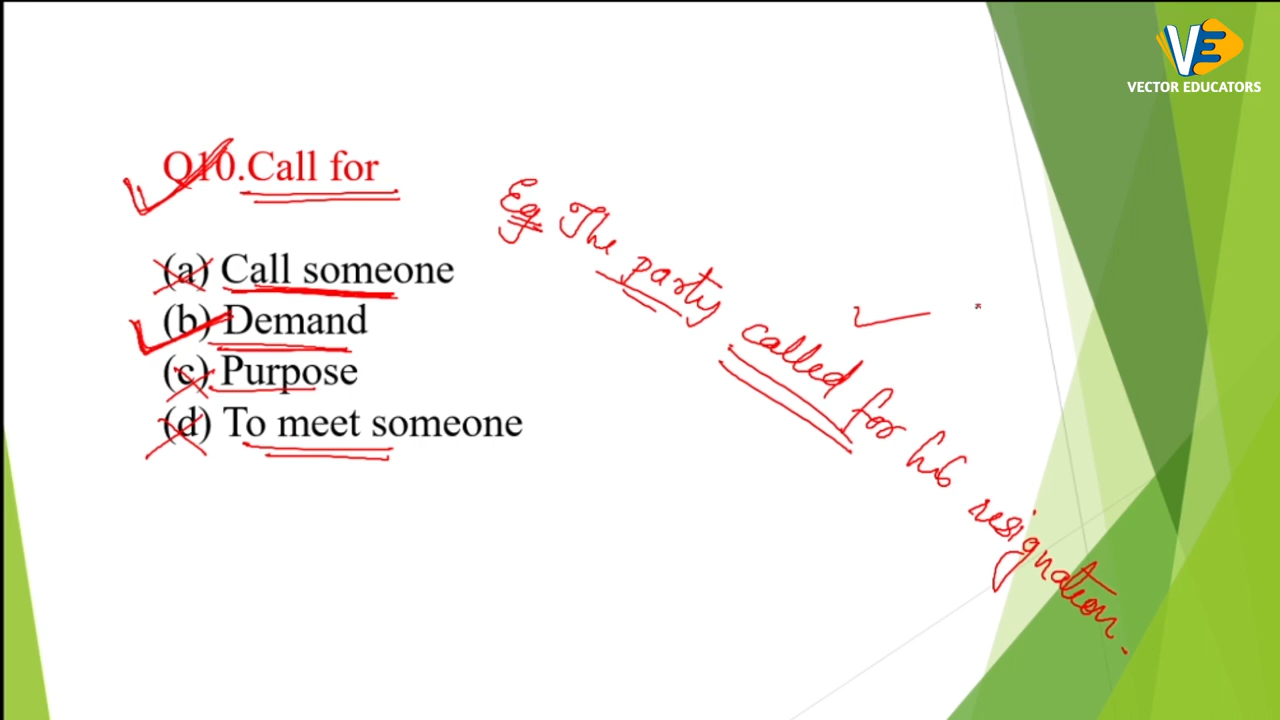 VECTOR EDUCATORS
Q10.Call for
(a) Call someone
(b) Demand
(c) Purpose
(d) To meet someone
Eg The party called for his resignation.